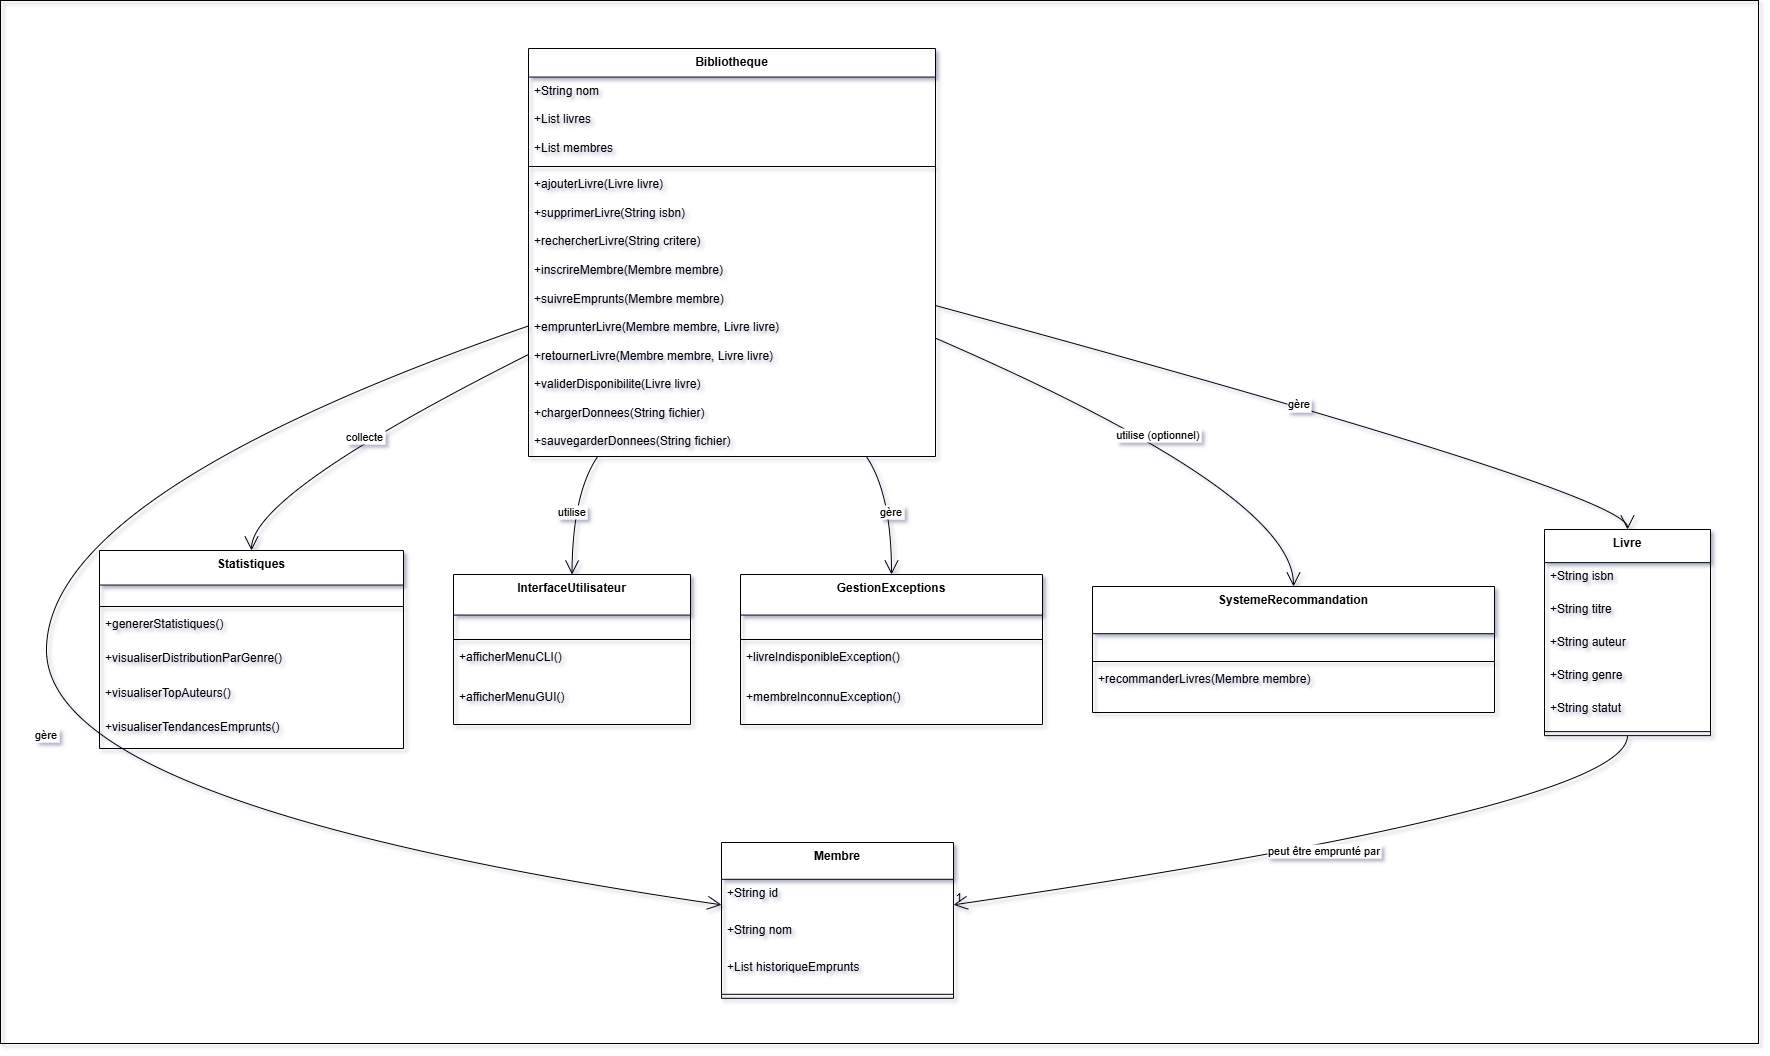 Bibliotheque
+String nom
+List livres
+List membres
+ajouterLivre(Livre livre)
+supprimerLivre(String isbn)
+rechercherLivre(String critere)
+inscrireMembre(Membre membre)
+suivreEmprunts(Membre membre)
+emprunterLivre(Membre membre, Livre livre)
+retournerLivre(Membre membre, Livre livre)
+validerDisponibilite(Livre livre)
+chargerDonnees(String fichier)
+sauvegarderDonnees(String fichier)
collecte
utilise
gère
utilise (optionnel)
gère
Statistiques
+genererStatistiques()
+visualiserDistributionParGenre()
+visualiserTopAuteurs()
+visualiserTendancesEmprunts()
InterfaceUtilisateur
+afficherMenuCLI()
+afficherMenuGUI()
GestionExceptions
+livreIndisponibleException()
+membreInconnuException()
SystemeRecommandation
+recommanderLivres(Membre membre)
Livre
+String isbn
+String titre
+String auteur
+String genre
+String statut
gère
peut être emprunté par
1
Membre
+String id
+String nom
+List historiqueEmprunts